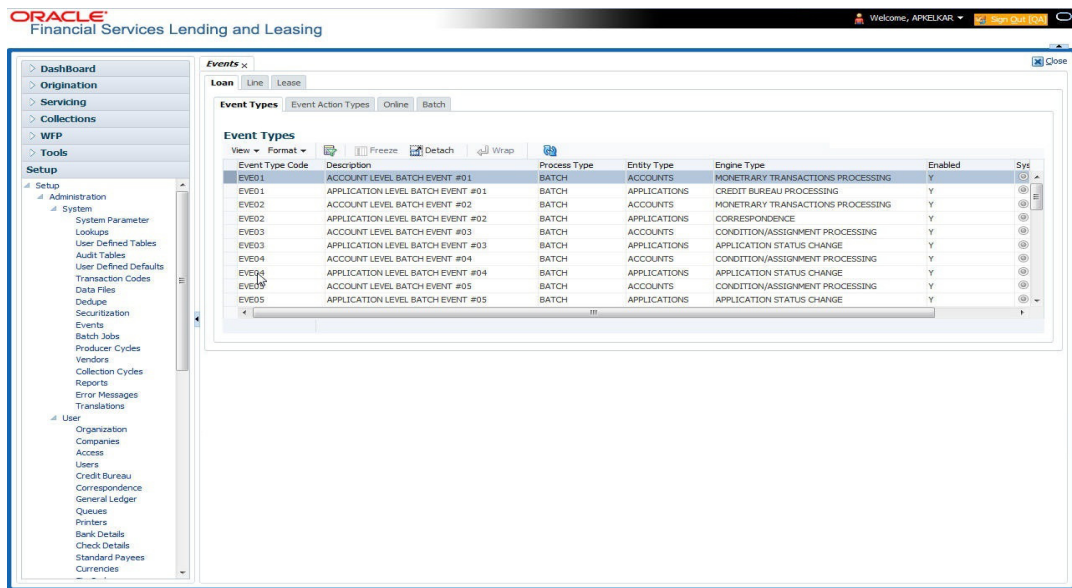 ORACLE®
Financial Services Lending and Leasing
Welcome, APKELKAR
Sign Out [QA]
DashBoard
Origination
Servicing
Collections
WFP
Tools
Setup
Setup
Administration
System
System Parameter
Lookups
User Defined Tables
Audit Tables
User Defined Defaults
Transaction Codes
Data Files
Dedupe
Securitization
Events
Batch Jobs
Producer Cycles
Vendors
Collection Cycles
Reports
Error Messages
Translations
User
Organization
Companies
Access
Users
Credit Bureau
Correspondence
General Ledger
Queues
Printers
Bank Details
Check Details
Standard Payees
Currencies
Events
Close
Loan Line Lease
Event Types Event Action Types Online Batch
Event Types
View Format Freeze Detach Wrap
Event Type Code Description Process Type Entity Type Engine Type Enabled Sys
EVE01 ACCOUNT LEVEL BATCH EVENT #01 BATCH ACCOUNTS MONETRARY TRANSACTIONS PROCESSING Y
EVE01 APPLICATION LEVEL BATCH EVENT #01 BATCH APPLICATIONS CREDIT BUREAU PROCESSING Y
EVE02 ACCOUNT LEVEL BATCH EVENT #02 BATCH ACCOUNTS MONETRARY TRANSACTIONS PROCESSING Y
EVE02 APPLICATION LEVEL BATCH EVENT #02 BATCH APPLICATIONS CORRESPONDENCE Y
EVE03 ACCOUNT LEVEL BATCH EVENT #03 BATCH ACCOUNTS CONDITION/ASSIGNMENT PROCESSING Y
EVE03 APPLICATION LEVEL BATCH EVENT #03 BATCH APPLICATIONS APPLICATION STATUS CHANGE Y
EVE04 ACCOUNT LEVEL BATCH EVENT #04 BATCH ACCOUNTS CONDITION/ASSIGNMENT PROCESSING Y
EVE04 APPLICATION LEVEL BATCH EVENT #04 BATCH APPLICATIONS APPLICATION STATUS CHANGE Y
EVE05 ACCOUNT LEVEL BATCH EVENT #05 BATCH ACCOUNTS CONDITION/ASSIGNMENT PROCESSING Y
EVE05 APPLICATION LEVEL BATCH EVENT #05 BATCH APPLICATIONS APPLICATION STATUS CHANGE Y